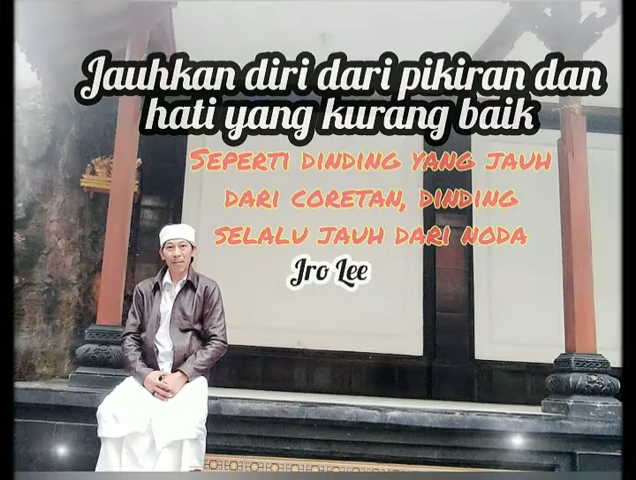 Jauhkan diri dari pikiran dan
hati yang kurang baik
SEPERTI DINDING YANG JAUH
DARI CORETAN, DINDING
SELALU JAUH DARI NODA
Jro Lee